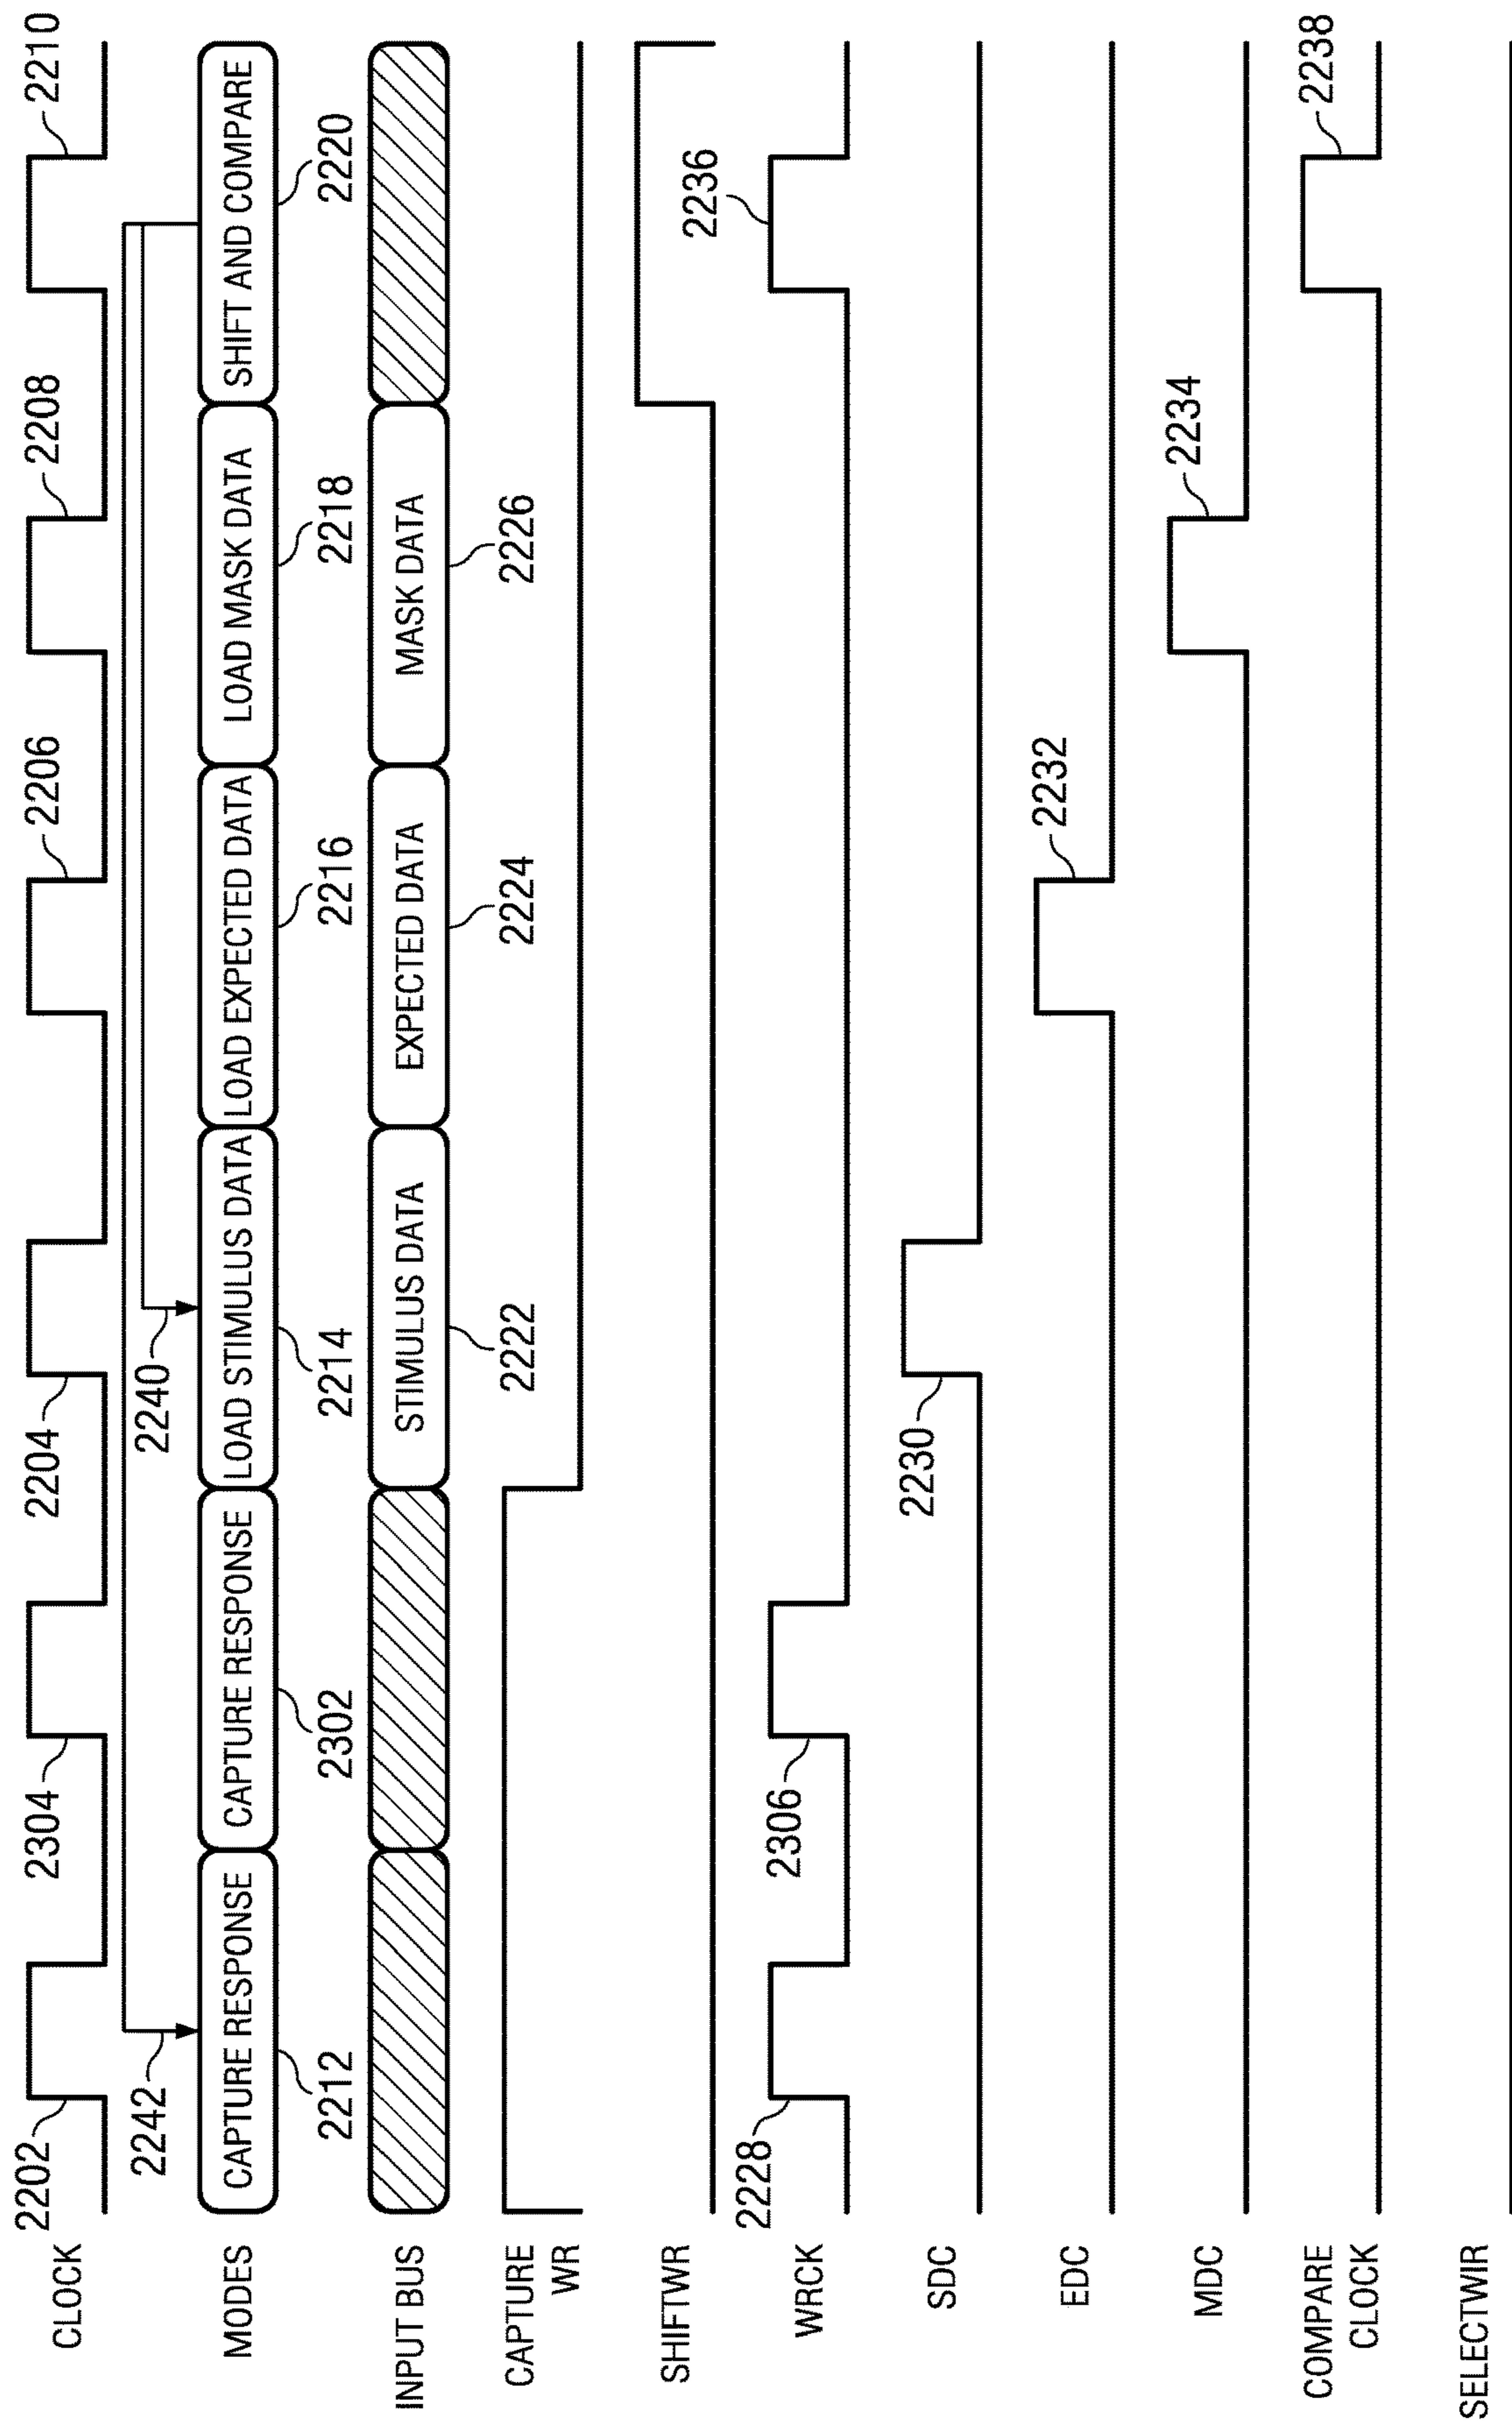 CLOCK
2202
2304
2204
2206
2208
2210
2242
2240
MODES
CAPTURE RESPONSE
CAPTURE RESPONSE
LOAD STIMULUS DATA
LOAD EXPECTED DATA
LOAD MASK DATA
SHIFT AND COMPARE
2212
2302
2214
2216
2218
2220
INPUT BUS
STIMULUS DATA
EXPECTED DATA
MASK DATA
2222
2224
2226
CAPTURE
WR
SHIFTWR
WRCK
2228
2306
2236
SDC
2230
EDC
2232
MDC
2234
COMPARE
CLOCK
2238
SELECTWIR